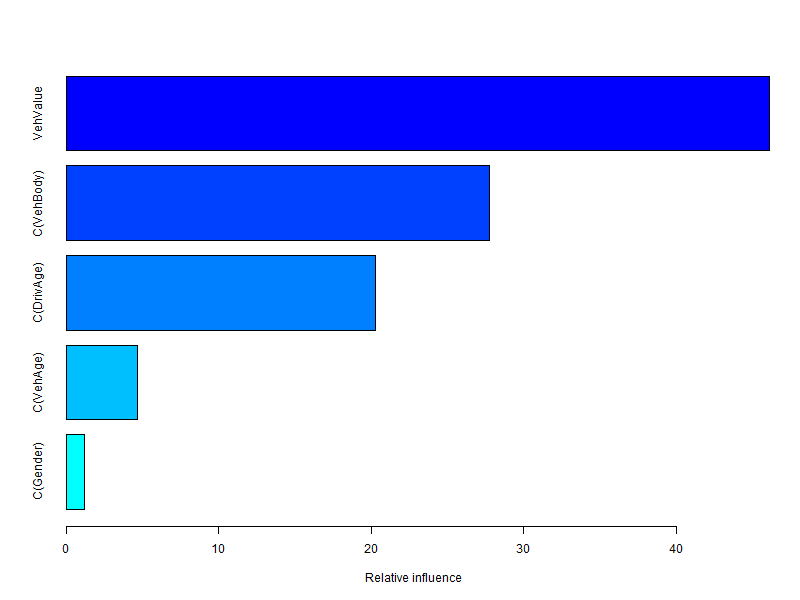 VehValue
C(VehBody)
C(DrivAge)
C(VehAge)
C(Gender)
0 10 20 30 40
Relative influence